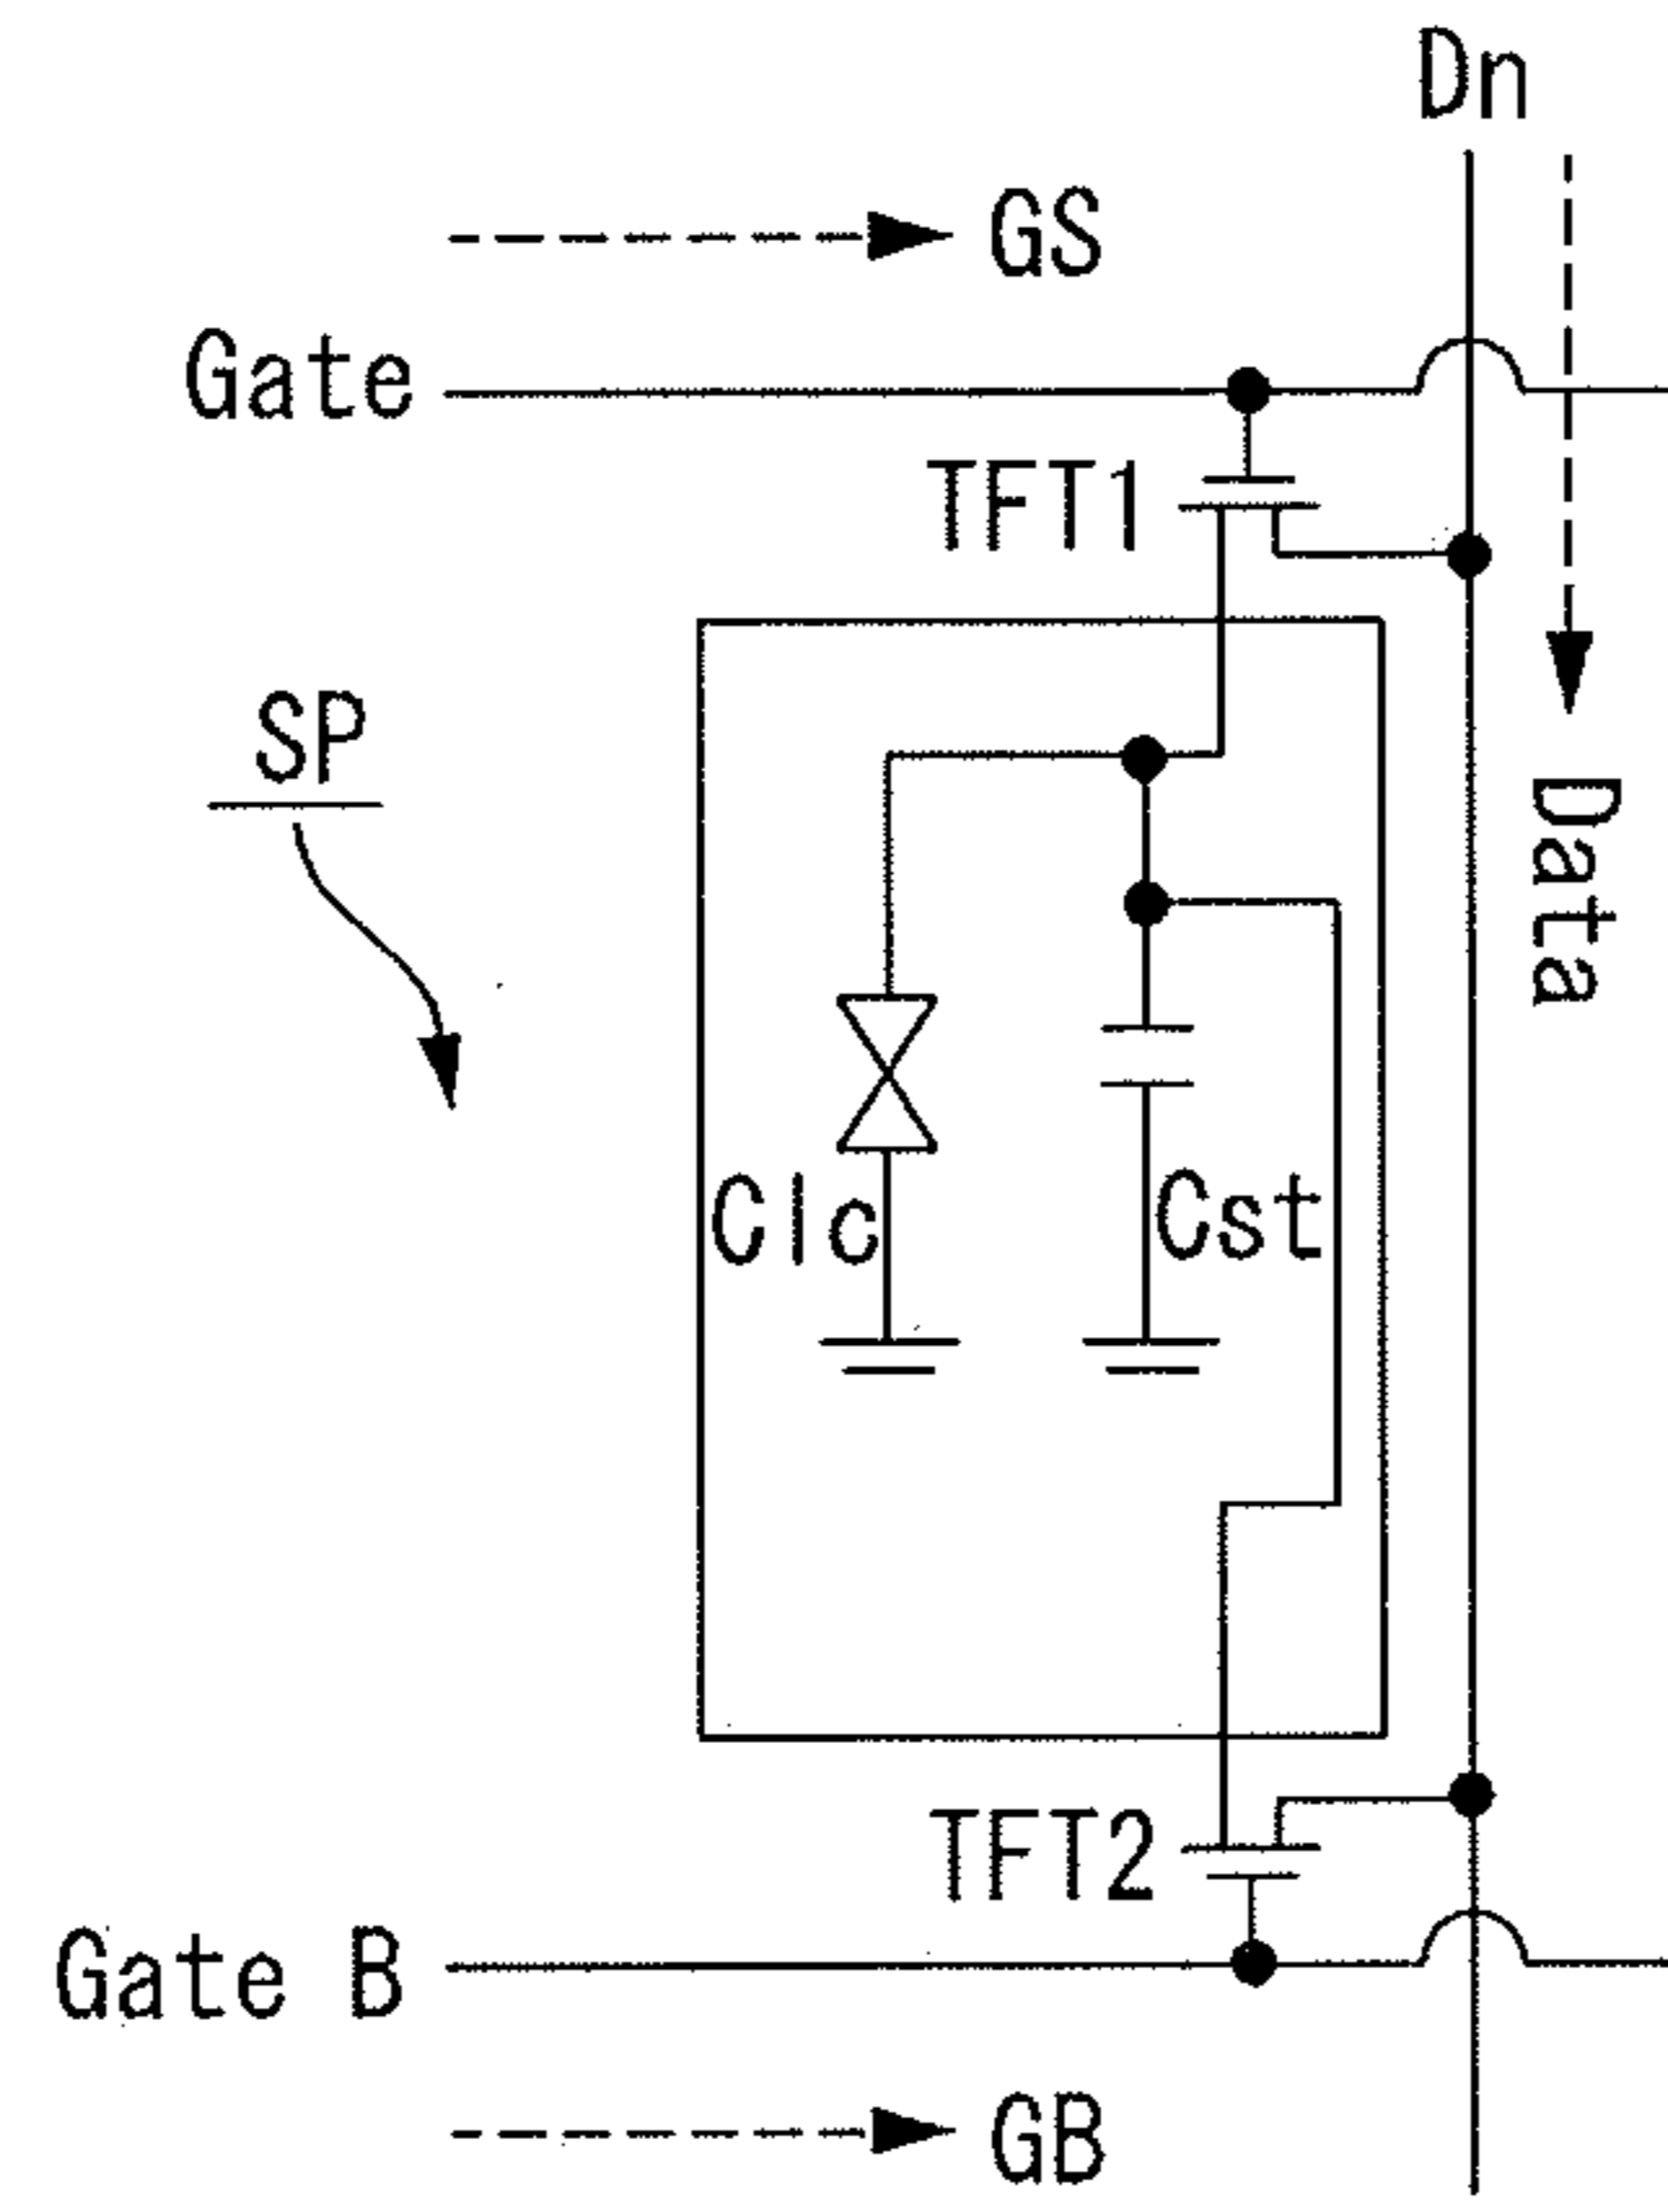 Dn
GS
Gate
TFT1
SP
Data
Clc
Cst
TFT2
Gate B
GB